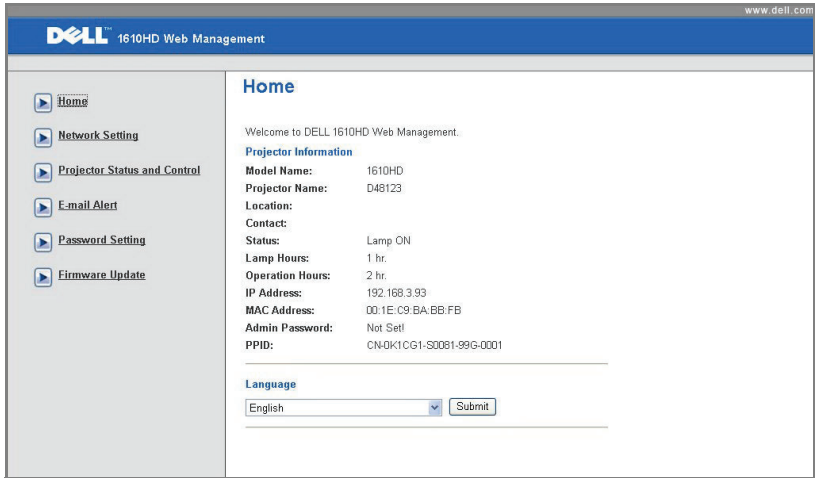 www.dell.com
DELL™ 1610HD Web Management
Home
Network Setting
Projector Status and Control
E-mail Alert
Password Setting
Firmware Update
Home
Welcome to DELL 1610HD Web Management.
Projector Information
Model Name: 1610HD
Projector Name: D48123
Location:
Contact:
Status: Lamp ON
Lamp Hours: 1 hr.
Operation Hours: 2 hr.
IP Address: 192.168.3.93
MAC Address: 00:1E:C9:BA:BB:FB
Admin Password: Not Set!
PPID: CN-0K1CG1-S0081-99G-0001
Language
English Submit